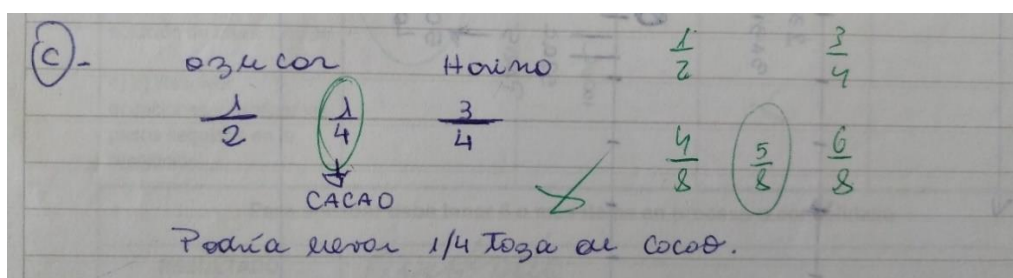 C - azucar Harina 1/2 3/4
1/2 1/4 3/4
4/8 5/8 6/8
CACAO
Podría llevar 1/4 Taza de cacao.